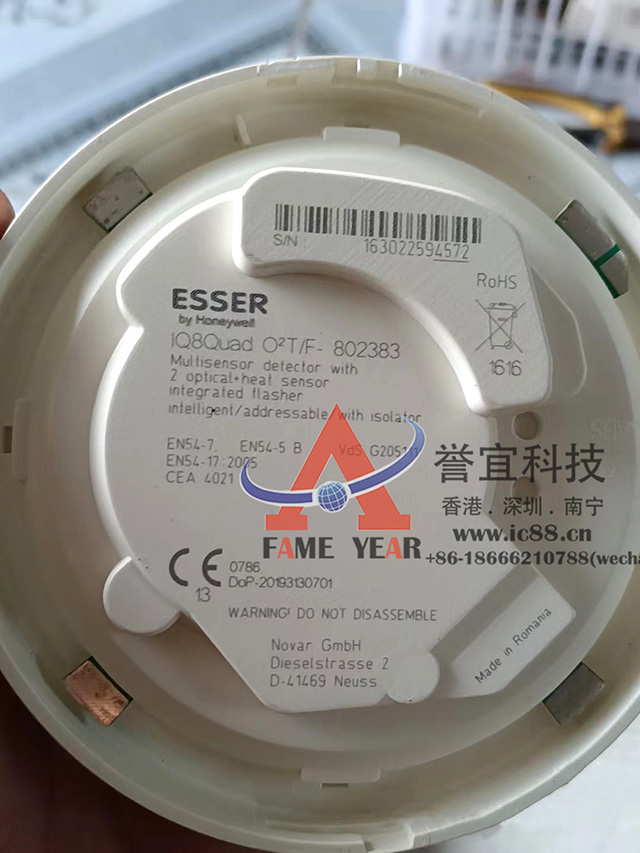 S/N
163022594572
RoHS
1616
ESSER
by Honeywell
IQ8Quad O²T/F- 802383
Multisensor detector with
2 optical+heat sensor
integrated flasher
intelligent/addressable/with isolator
EN54-7, EN54-5 B VdS
EN54-17:2005
CEA 4021
誉宜科技
香港.深圳.南宁
www.ic88.cn
+86-18666210788(wecha
FAME YEAR
CE 0786
13 DoP-20193130701
WARNING! DO NOT DISASSEMBLE
Novar GmbH
Dieselstrasse 2
D-41469 Neuss
Made in Romania